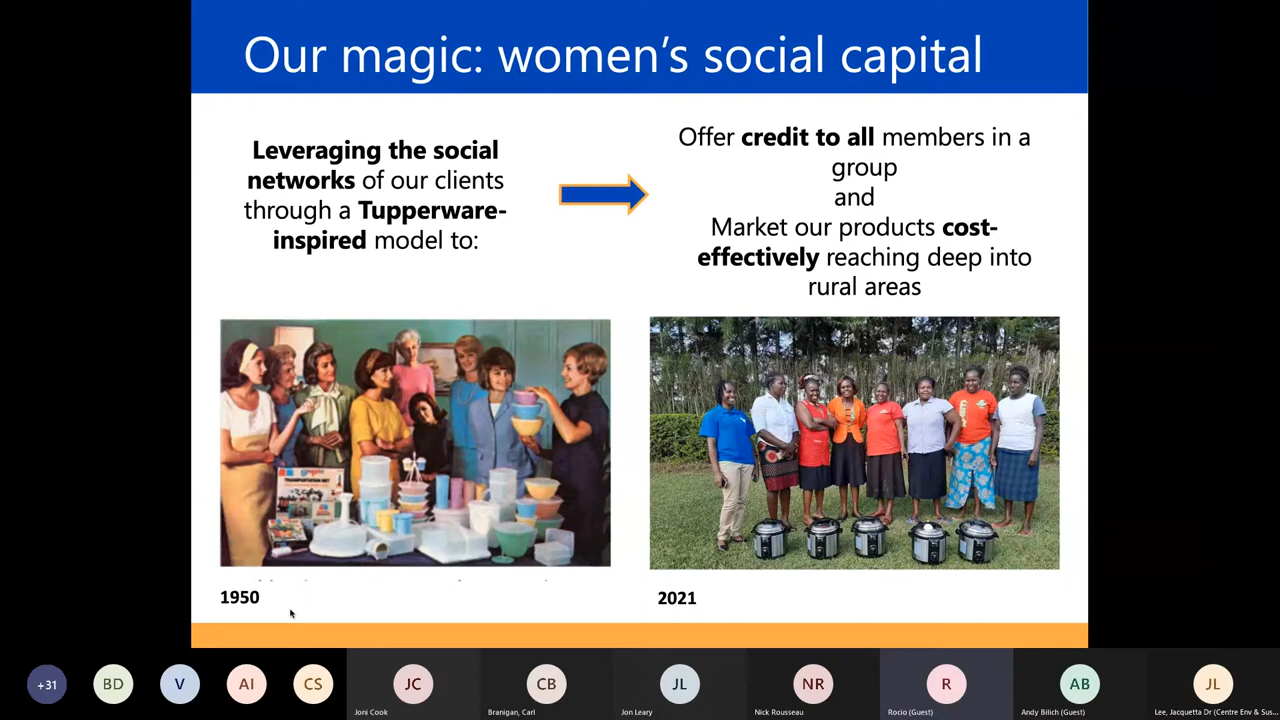 Our magic: women's social capital
Leveraging the social
networks of our clients
through a Tupperware-
inspired model to:
Offer credit to all members in a
group
and
Market our products cost-
effectively reaching deep into
rural areas
1950
2021
+31
BD
V
AI
CS
JC
CB
JL
NR
R
AB
JL
Joni Cook
Branigan, Carl
Jon Leary
Nick Rousseau
Rocio (Guest)
Andy Bilich (Guest)
Lee, Jacquetta Dr (Centre Env & Sus...